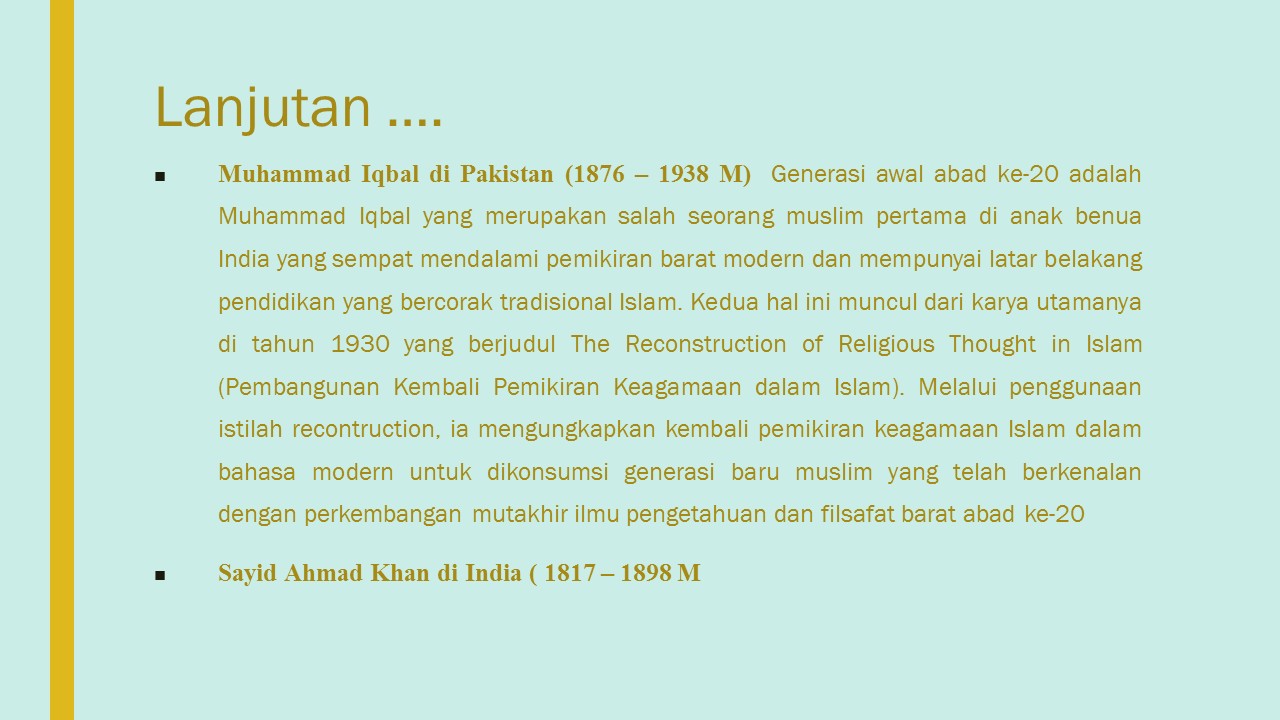 Lanjutan ....
▪ Muhammad Iqbal di Pakistan (1876 – 1938 M) Generasi awal abad ke-20 adalah
Muhammad Iqbal yang merupakan salah seorang muslim pertama di anak benua
India yang sempat mendalami pemikiran barat modern dan mempunyai latar belakang
pendidikan yang bercorak tradisional Islam. Kedua hal ini muncul dari karya utamanya
di tahun 1930 yang berjudul The Reconstruction of Religious Thought in Islam
(Pembangunan Kembali Pemikiran Keagamaan dalam Islam). Melalui penggunaan
istilah recontruction, ia mengungkapkan kembali pemikiran keagamaan Islam dalam
bahasa modern untuk dikonsumsi generasi baru muslim yang telah berkenalan
dengan perkembangan mutakhir ilmu pengetahuan dan filsafat barat abad ke-20
▪ Sayid Ahmad Khan di India ( 1817 – 1898 M